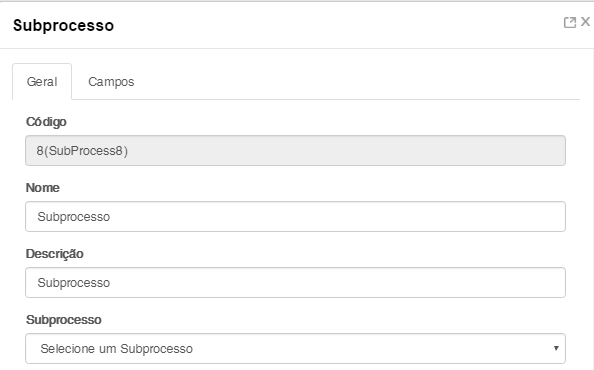 Subprocesso
Geral Campos
Código
8(SubProcess8)
Nome
Subprocesso
Descrição
Subprocesso
Subprocesso
Selecione um Subprocesso